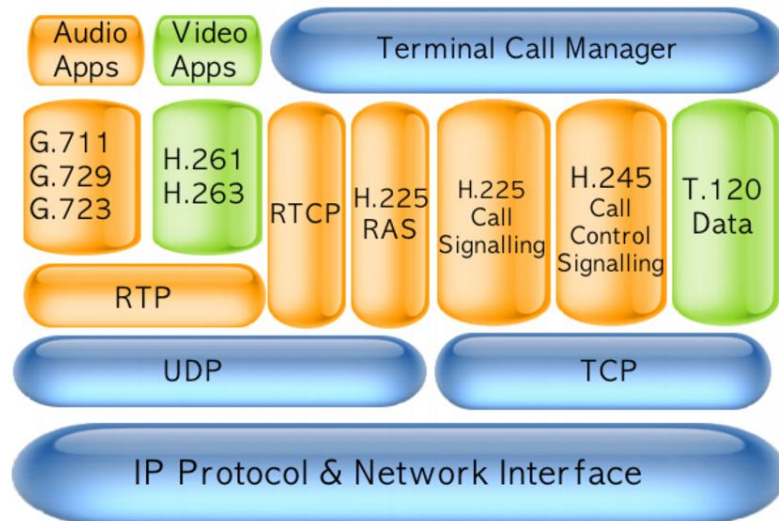 Audio
Apps
Video
Apps
Terminal Call Manager
G.711
G.729
G.723
H.261
H.263
RTCP
H.225
RAS
H.225
Call
Signalling
H.245
Call
Control
Signalling
T.120
Data
RTP
UDP
TCP
IP Protocol & Network Interface